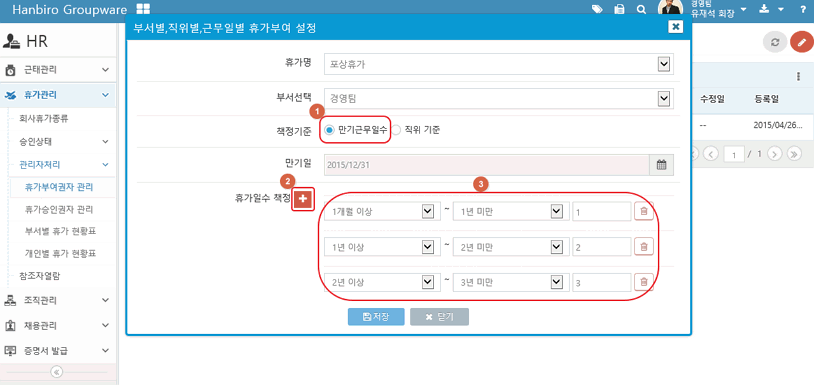 Hanbiro Groupware
경영팀
유재석 회장
?
HR
근태관리
휴가관리
회사휴가종류
승인상태
관리자처리
휴가부여권자 관리
휴가승인권자 관리
부서별 휴가 현황표
개인별 휴가 현황표
참조자열람
조직관리
채용관리
증명서 발급
부서별,직위별,근무일별 휴가부여 설정
휴가명 포상휴가
부서선택 경영팀
1
책정기준 만기근무일수 직위 기준
만기일 2015/12/31
2 3
휴가일수 책정 +
1개월 이상 ~ 1년 미만 1
1년 이상 ~ 2년 미만 2
2년 이상 ~ 3년 미만 3
저장 닫기
수정일 등록일
-- 2015/04/26...
1 / 1